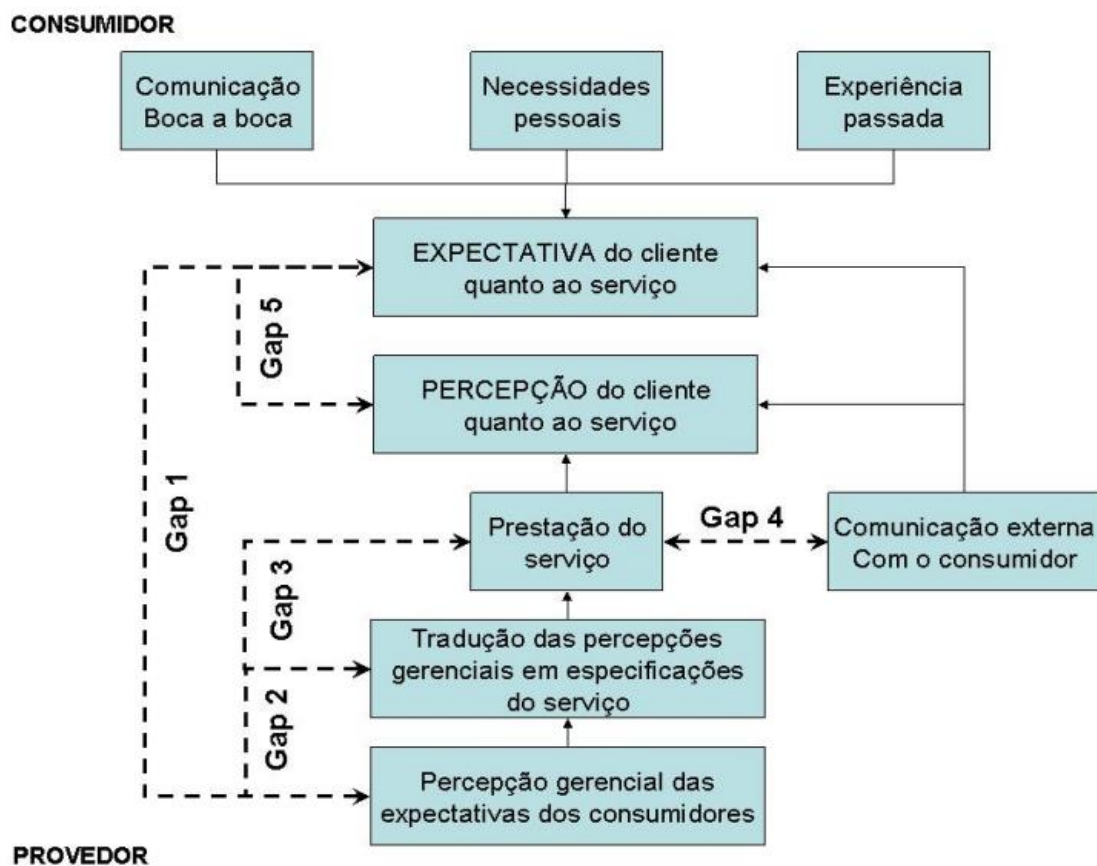 CONSUMIDOR
Comunicação
Boca a boca
Necessidades
pessoais
Experiência
passada
EXPECTATIVA do cliente
quanto ao serviço
Gap 5
PERCEPÇÃO do cliente
quanto ao serviço
Gap 1
Prestação do
serviço
Gap 4
Comunicação externa
Com o consumidor
Gap 3
Tradução das percepções
gerenciais em especificações
do serviço
Gap 2
Percepção gerencial das
expectativas dos consumidores
PROVEDOR